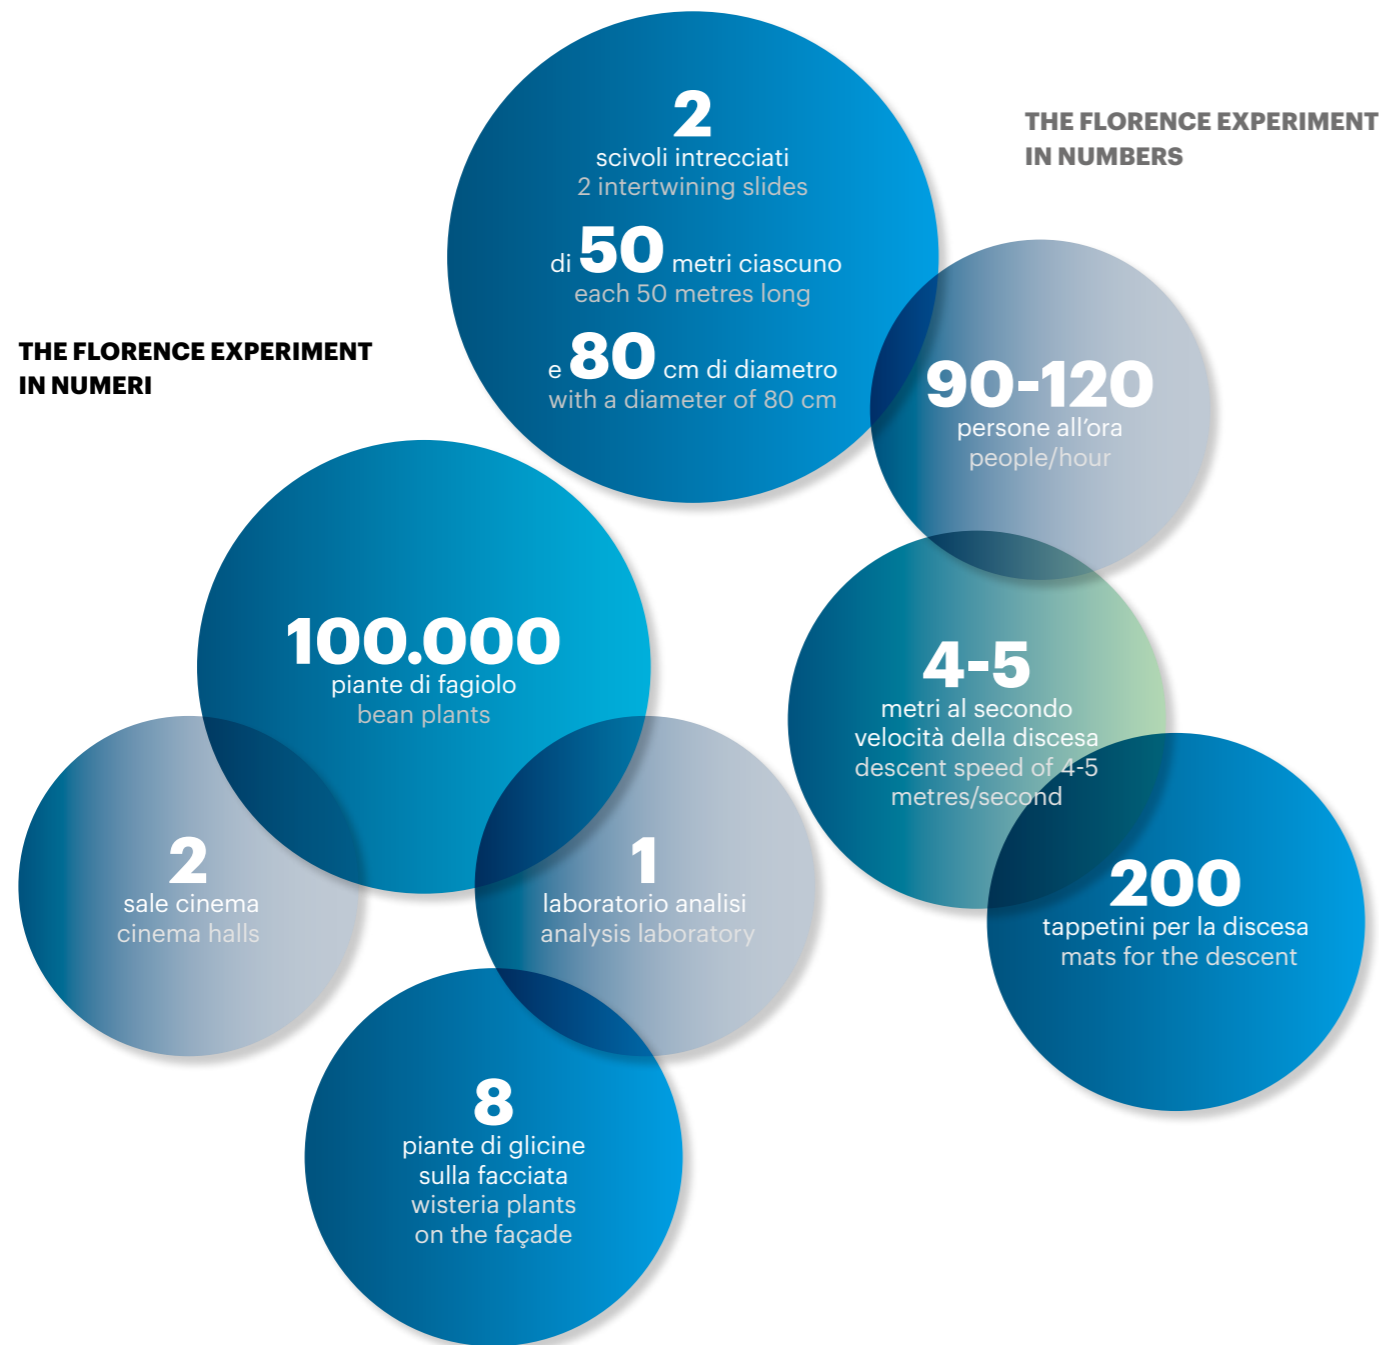 THE FLORENCE EXPERIMENT
IN NUMERI
THE FLORENCE EXPERIMENT
IN NUMBERS
2
scivoli intrecciati
2 intertwining slides
di 50 metri ciascuno
each 50 metres long
e 80 cm di diametro
with a diameter of 80 cm
90-120
persone all'ora
people/hour
4-5
metri al secondo
velocità della discesa
descent speed of 4-5
metres/second
200
tappetini per la discesa
mats for the descent
100.000
piante di fagiolo
bean plants
2
sale cinema
cinema halls
1
laboratorio analisi
analysis laboratory
8
piante di glicine
sulla facciata
wisteria plants
on the façade